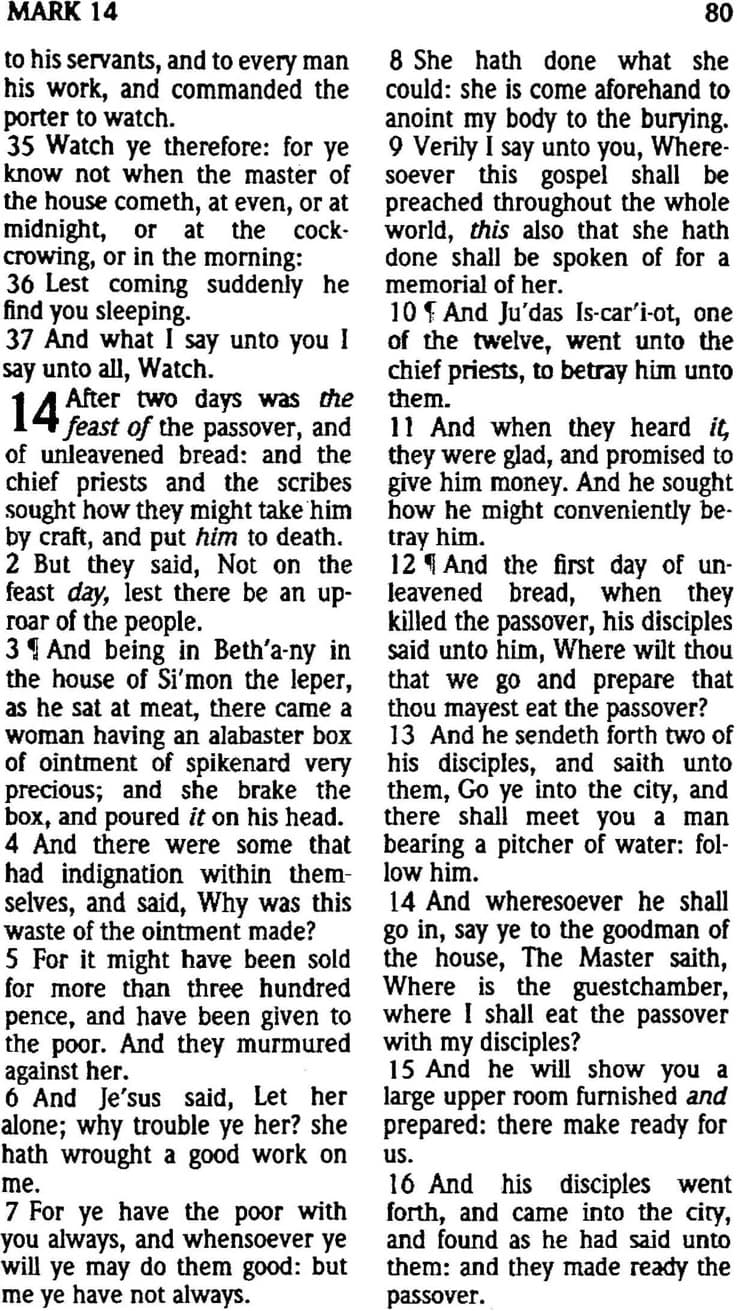 MARK 14
80
to his servants, and to every man
his work, and commanded the
porter to watch.
35 Watch ye therefore: for ye
know not when the master of
the house cometh, at even, or at
midnight, or at the cock-
crowing, or in the morning:
36 Lest coming suddenly he
find you sleeping.
37 And what I say unto you I
say unto all, Watch.
14 After two days was the
feast of the passover, and
of unleavened bread: and the
chief priests and the scribes
sought how they might take him
by craft, and put him to death.
2 But they said, Not on the
feast day, lest there be an up-
roar of the people.
3 ¶ And being in Beth'a-ny in
the house of Si'mon the leper,
as he sat at meat, there came a
woman having an alabaster box
of ointment of spikenard very
precious; and she brake the
box, and poured it on his head.
4 And there were some that
had indignation within them-
selves, and said, Why was this
waste of the ointment made?
5 For it might have been sold
for more than three hundred
pence, and have been given to
the poor. And they murmured
against her.
6 And Je'sus said, Let her
alone; why trouble ye her? she
hath wrought a good work on
me.
7 For ye have the poor with
you always, and whensoever ye
will ye may do them good: but
me ye have not always.
8 She hath done what she
could: she is come aforehand to
anoint my body to the burying.
9 Verily I say unto you, Where-
soever this gospel shall be
preached throughout the whole
world, this also that she hath
done shall be spoken of for a
memorial of her.
10 ¶ And Ju'das Is-car'i-ot, one
of the twelve, went unto the
chief priests, to betray him unto
them.
11 And when they heard it,
they were glad, and promised to
give him money. And he sought
how he might conveniently be-
tray him.
12 ¶ And the first day of un-
leavened bread, when they
killed the passover, his disciples
said unto him, Where wilt thou
that we go and prepare that
thou mayest eat the passover?
13 And he sendeth forth two of
his disciples, and saith unto
them, Go ye into the city, and
there shall meet you a man
bearing a pitcher of water: fol-
low him.
14 And wheresoever he shall
go in, say ye to the goodman of
the house, The Master saith,
Where is the guestchamber,
where I shall eat the passover
with my disciples?
15 And he will show you a
large upper room furnished and
prepared: there make ready for
us.
16 And his disciples went
forth, and came into the city,
and found as he had said unto
them: and they made ready the
passover.